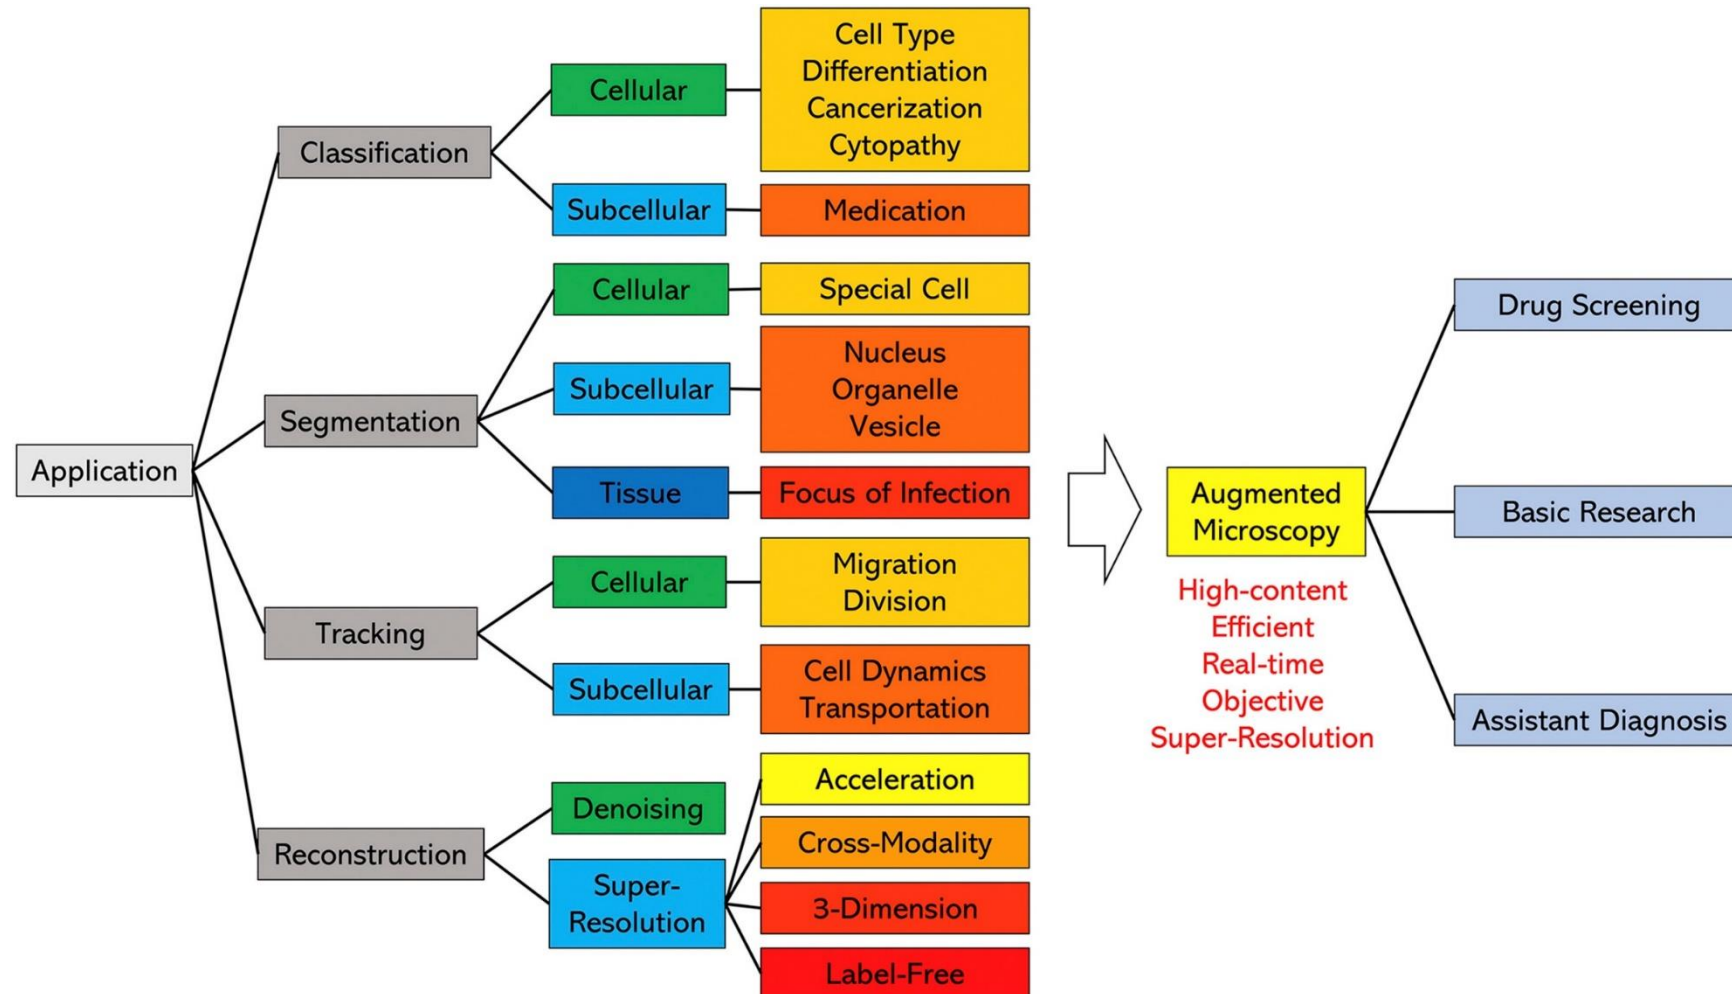 Application
Classification
Cellular
Cell Type
Differentiation
Cancerization
Cytopathy
Subcellular
Medication
Segmentation
Cellular
Special Cell
Subcellular
Nucleus
Organelle
Vesicle
Tissue
Focus of Infection
Tracking
Cellular
Migration
Division
Subcellular
Cell Dynamics
Transportation
Reconstruction
Denoising
Super-
Resolution
Acceleration
Cross-Modality
3-Dimension
Label-Free
Augmented
Microscopy
High-content
Efficient
Real-time
Objective
Super-Resolution
Drug Screening
Basic Research
Assistant Diagnosis